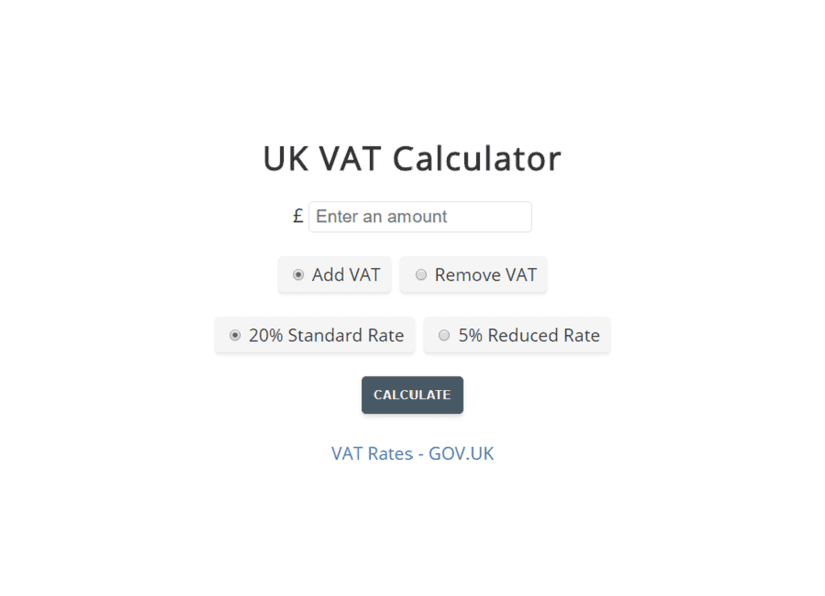 UK VAT Calculator
£ Enter an amount
Add VAT Remove VAT
20% Standard Rate 5% Reduced Rate
CALCULATE
VAT Rates - GOV.UK